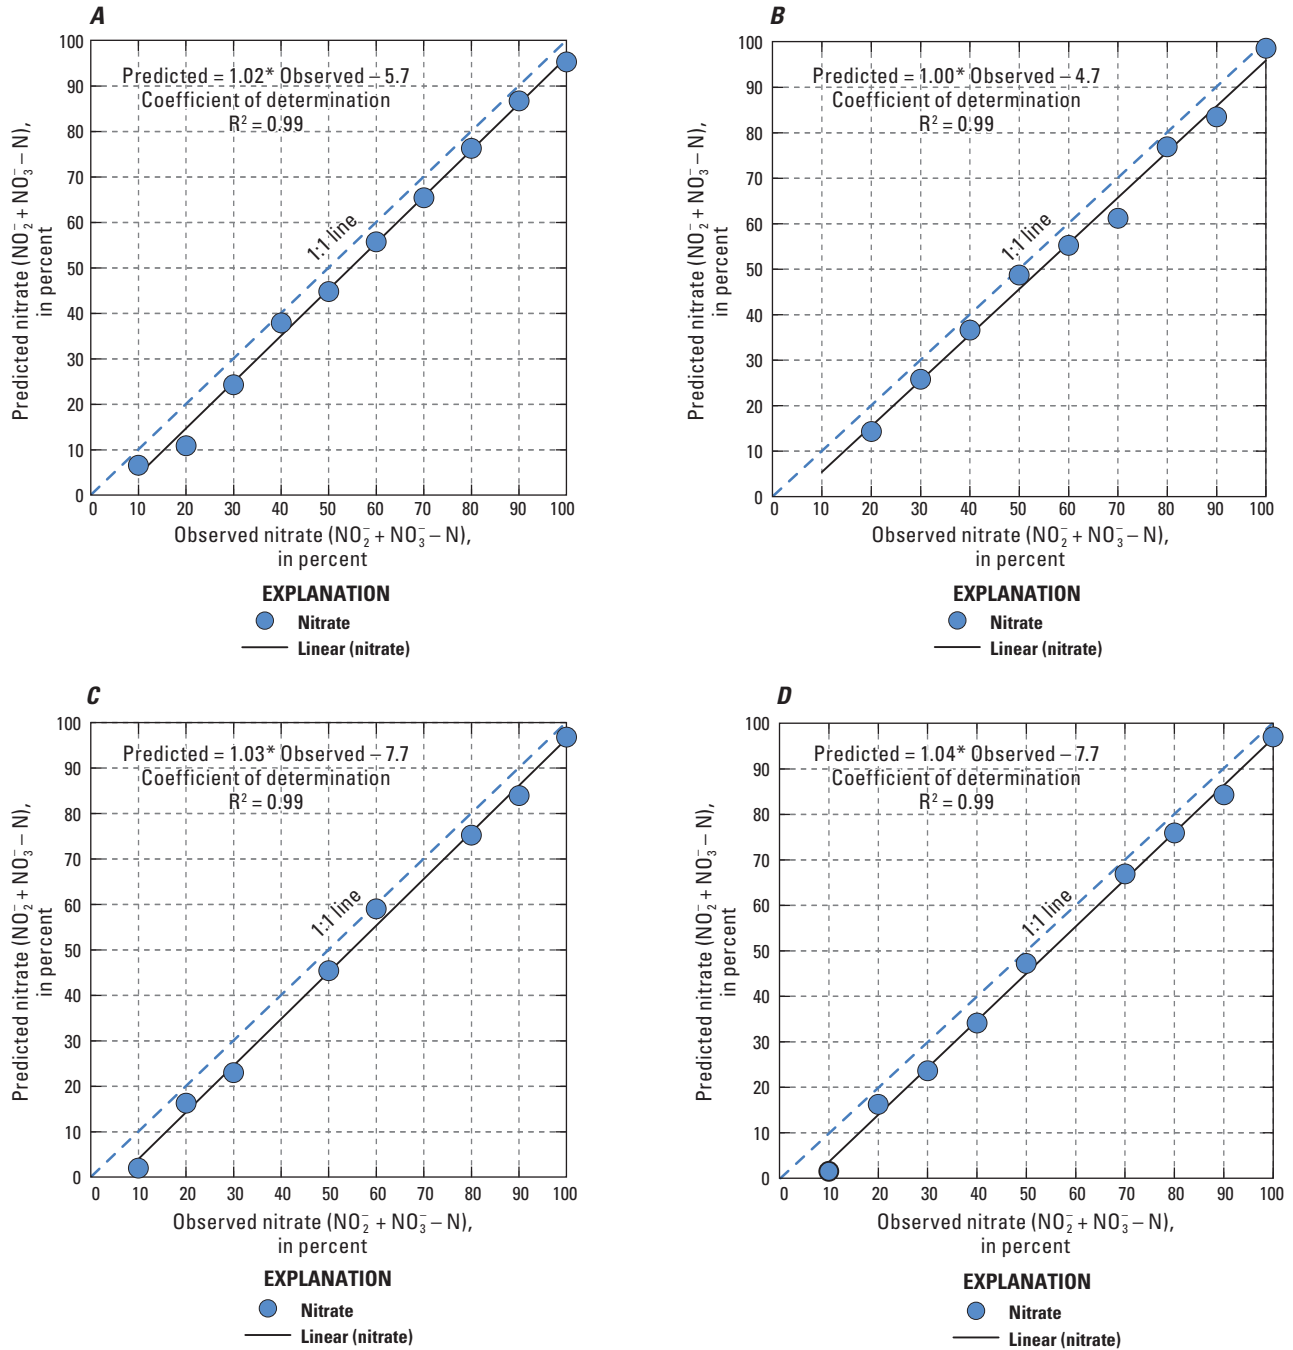 A
Predicted = 1.02* Observed – 5.7
Coefficient of determination
R² = 0.99
1:1 line
100
90
80
70
60
50
40
30
20
10
0
Predicted nitrate (NO₂⁻ + NO₃⁻ – N),
in percent
0 10 20 30 40 50 60 70 80 90 100
Observed nitrate (NO₂⁻ + NO₃⁻ – N),
in percent
EXPLANATION
Nitrate
Linear (nitrate)
B
Predicted = 1.00* Observed – 4.7
Coefficient of determination
R² = 0.99
1:1 line
100
90
80
70
60
50
40
30
20
10
0
Predicted nitrate (NO₂⁻ + NO₃⁻ – N),
in percent
0 10 20 30 40 50 60 70 80 90 100
Observed nitrate (NO₂⁻ + NO₃⁻ – N),
in percent
EXPLANATION
Nitrate
Linear (nitrate)
C
Predicted = 1.03* Observed – 7.7
Coefficient of determination
R² = 0.99
1:1 line
100
90
80
70
60
50
40
30
20
10
0
Predicted nitrate (NO₂⁻ + NO₃⁻ – N),
in percent
0 10 20 30 40 50 60 70 80 90 100
Observed nitrate (NO₂⁻ + NO₃⁻ – N),
in percent
EXPLANATION
Nitrate
Linear (nitrate)
D
Predicted = 1.04* Observed – 7.7
Coefficient of determination
R² = 0.99
1:1 line
100
90
80
70
60
50
40
30
20
10
0
Predicted nitrate (NO₂⁻ + NO₃⁻ – N),
in percent
0 10 20 30 40 50 60 70 80 90 100
Observed nitrate (NO₂⁻ + NO₃⁻ – N),
in percent
EXPLANATION
Nitrate
Linear (nitrate)